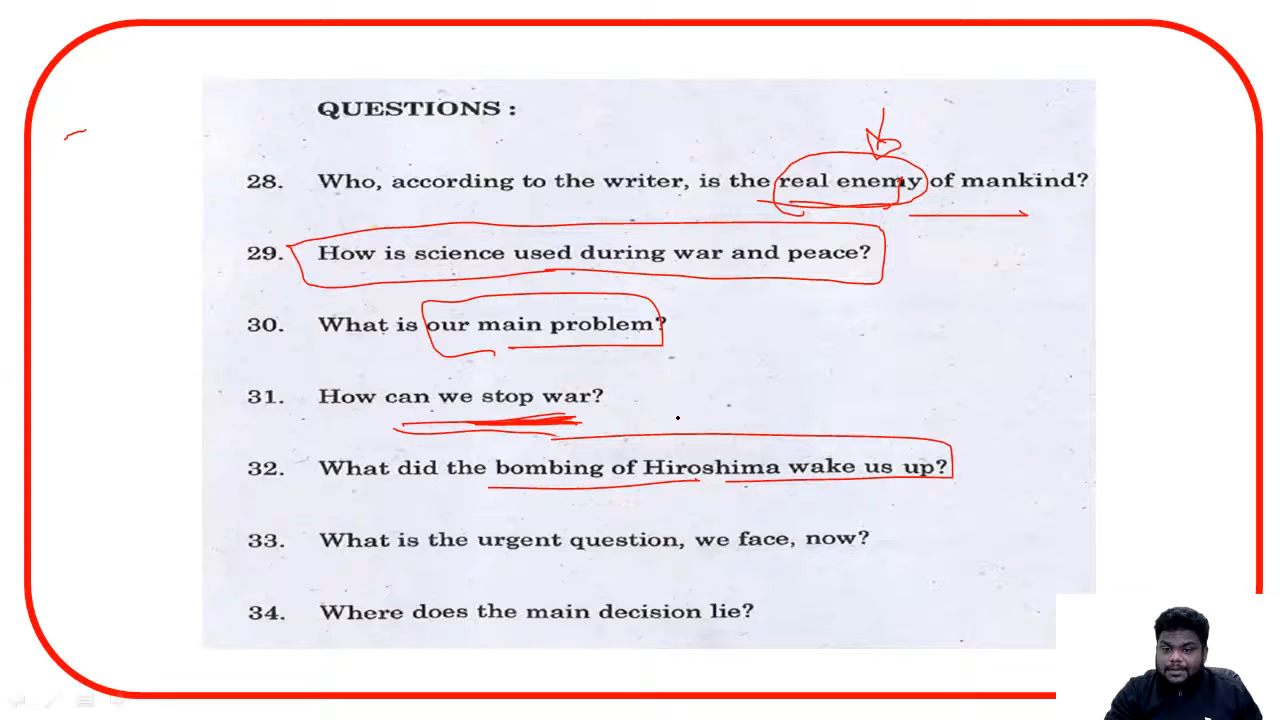 QUESTIONS :
28. Who, according to the writer, is the real enemy of mankind?
29. How is science used during war and peace?
30. What is our main problem?
31. How can we stop war?
32. What did the bombing of Hiroshima wake us up?
33. What is the urgent question, we face, now?
34. Where does the main decision lie?